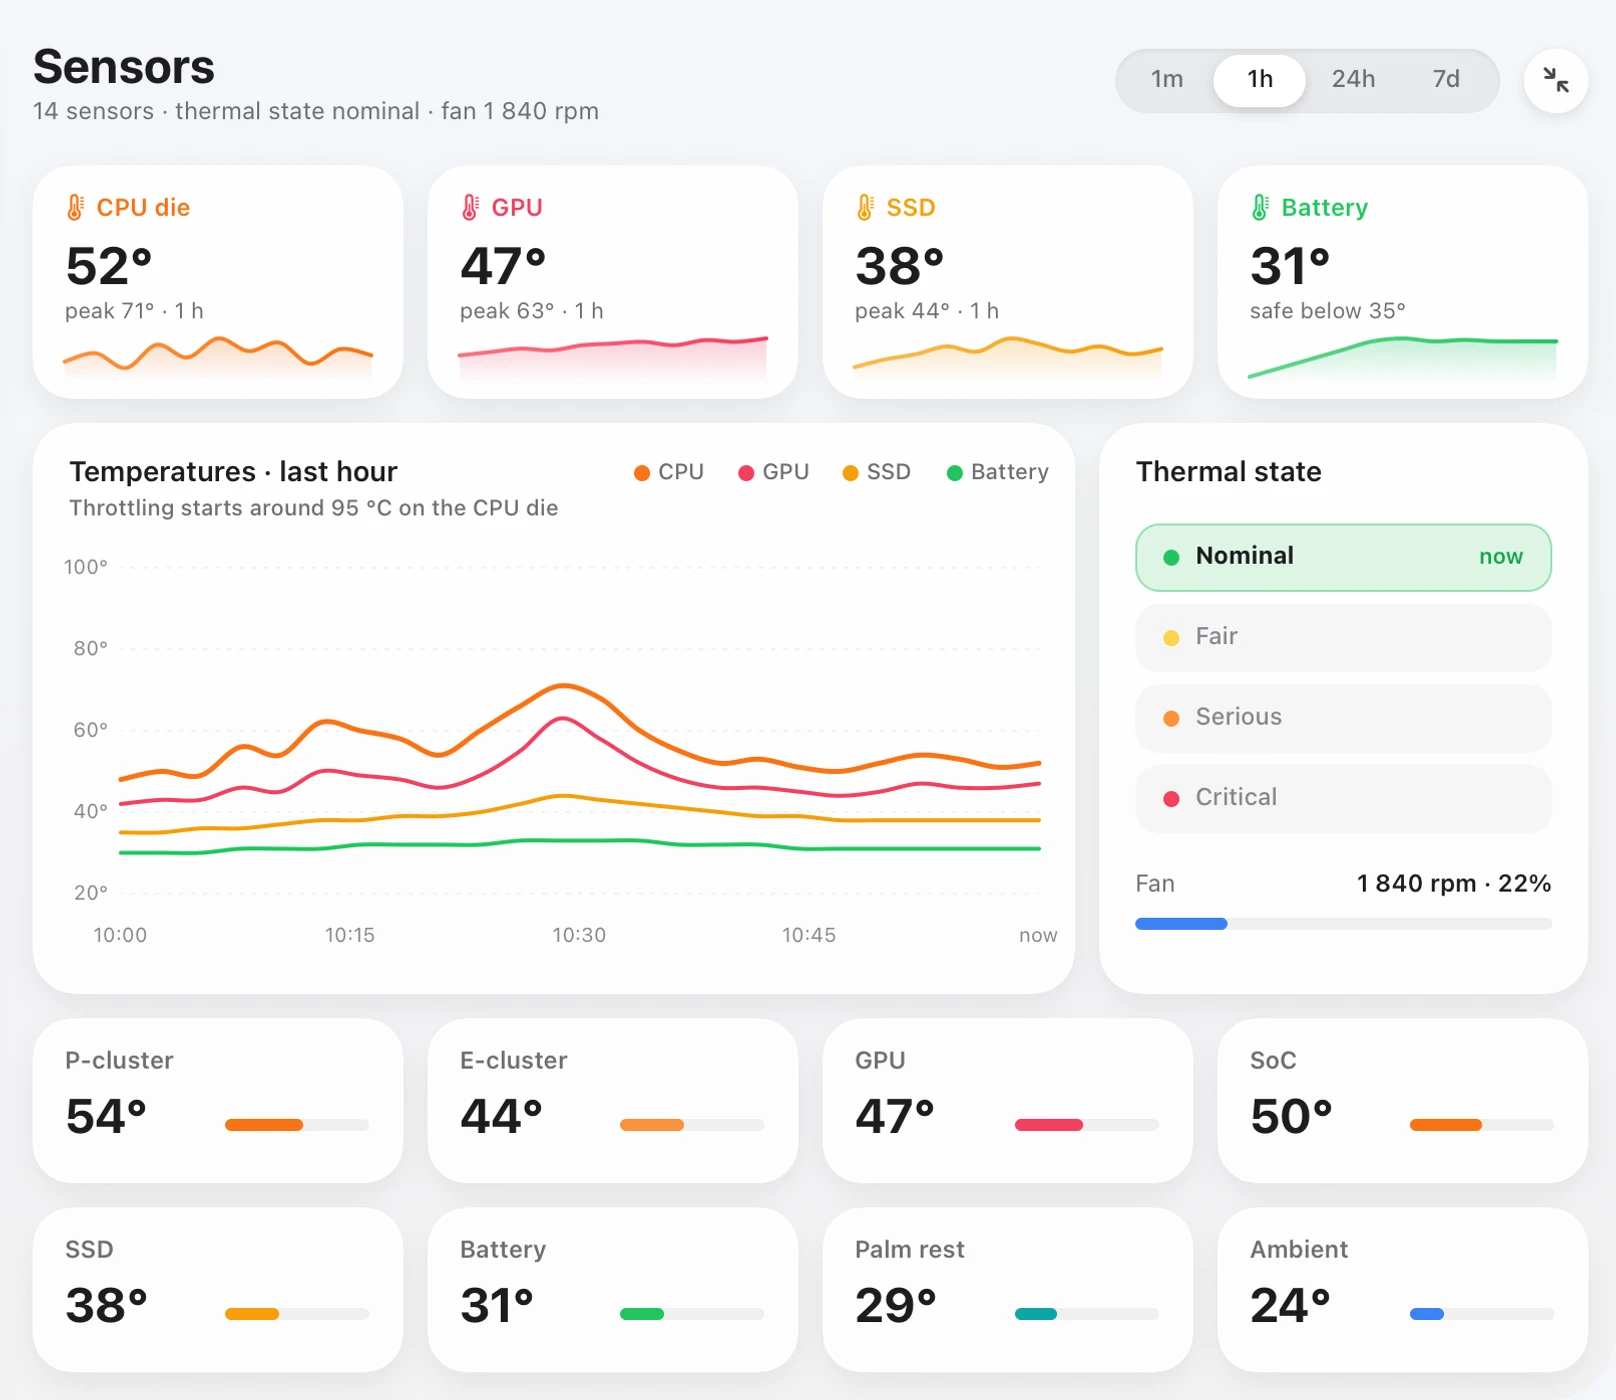 Sensors
14 sensors · thermal state nominal · fan 1 840 rpm
1m 1h 24h 7d
CPU die
52°
peak 71° · 1 h
GPU
47°
peak 63° · 1 h
SSD
38°
peak 44° · 1 h
Battery
31°
safe below 35°
Temperatures · last hour
Throttling starts around 95 °C on the CPU die
CPU GPU SSD Battery
100°
80°
60°
40°
20°
10:00 10:15 10:30 10:45 now
Thermal state
Nominal now
Fair
Serious
Critical
Fan 1 840 rpm · 22%
P-cluster
54°
E-cluster
44°
GPU
47°
SoC
50°
SSD
38°
Battery
31°
Palm rest
29°
Ambient
24°